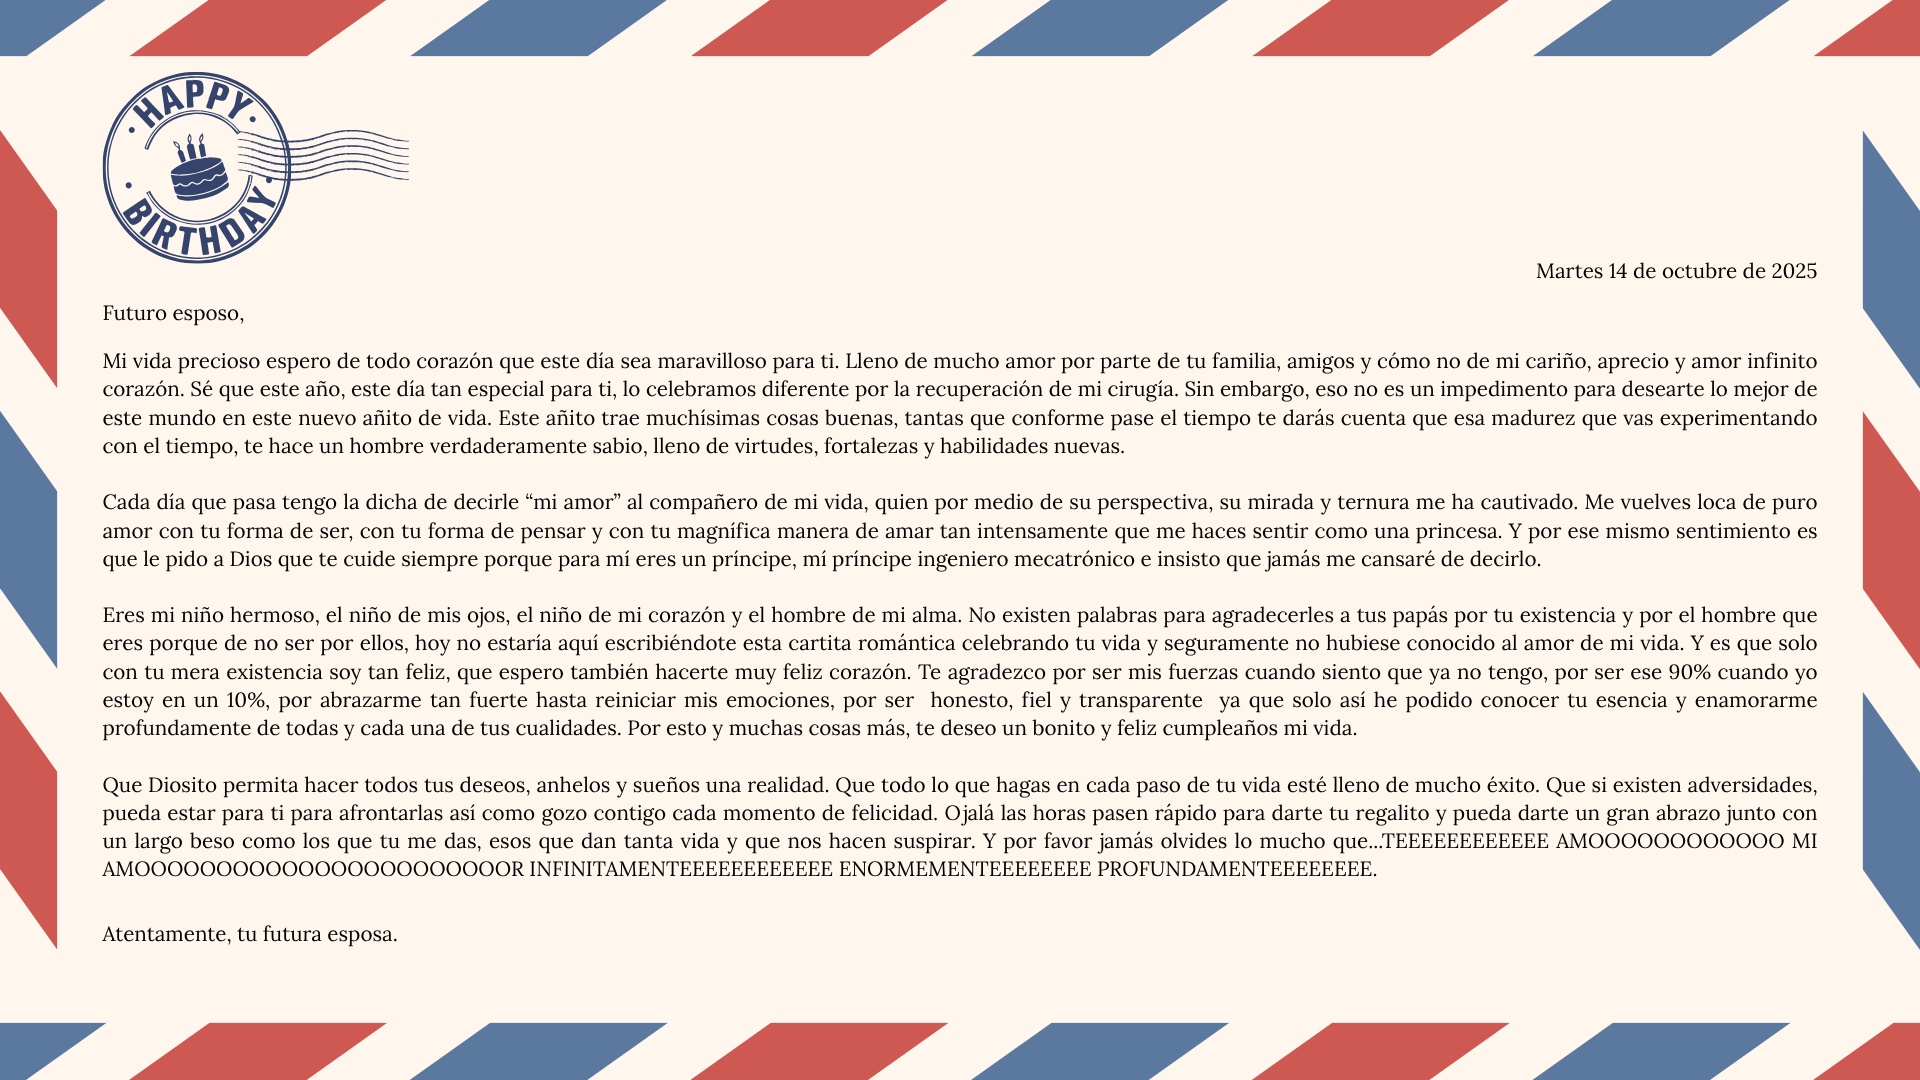 HAPPY
BIRTHDAY
Martes 14 de octubre de 2025
Futuro esposo,
Mi vida precioso espero de todo corazón que este día sea maravilloso para ti. Lleno de mucho amor por parte de tu familia, amigos y cómo no de mi cariño, aprecio y amor infinito
corazón. Sé que este año, este día tan especial para ti, lo celebramos diferente por la recuperación de mi cirugía. Sin embargo, eso no es un impedimento para desearte lo mejor de
este mundo en este nuevo añito de vida. Este añito trae muchísimas cosas buenas, tantas que conforme pase el tiempo te darás cuenta que esa madurez que vas experimentando
con el tiempo, te hace un hombre verdaderamente sabio, lleno de virtudes, fortalezas y habilidades nuevas.
Cada día que pasa tengo la dicha de decirle “mi amor” al compañero de mi vida, quien por medio de su perspectiva, su mirada y ternura me ha cautivado. Me vuelves loca de puro
amor con tu forma de ser, con tu forma de pensar y con tu magnífica manera de amar tan intensamente que me haces sentir como una princesa. Y por ese mismo sentimiento es
que le pido a Dios que te cuide siempre porque para mí eres un príncipe, mí príncipe ingeniero mecatrónico e insisto que jamás me cansaré de decirlo.
Eres mi niño hermoso, el niño de mis ojos, el niño de mi corazón y el hombre de mi alma. No existen palabras para agradecerles a tus papás por tu existencia y por el hombre que
eres porque de no ser por ellos, hoy no estaría aquí escribiéndote esta cartita romántica celebrando tu vida y seguramente no hubiese conocido al amor de mi vida. Y es que solo
con tu mera existencia soy tan feliz, que espero también hacerte muy feliz corazón. Te agradezco por ser mis fuerzas cuando siento que ya no tengo, por ser ese 90% cuando yo
estoy en un 10%, por abrazarme tan fuerte hasta reiniciar mis emociones, por ser honesto, fiel y transparente ya que solo así he podido conocer tu esencia y enamorarme
profundamente de todas y cada una de tus cualidades. Por esto y muchas cosas más, te deseo un bonito y feliz cumpleaños mi vida.
Que Diosito permita hacer todos tus deseos, anhelos y sueños una realidad. Que todo lo que hagas en cada paso de tu vida esté lleno de mucho éxito. Que si existen adversidades,
pueda estar para ti para afrontarlas así como gozo contigo cada momento de felicidad. Ojalá las horas pasen rápido para darte tu regalito y pueda darte un gran abrazo junto con
un largo beso como los que tu me das, esos que dan tanta vida y que nos hacen suspirar. Y por favor jamás olvides lo mucho que...TEEEEEEEEEEEE AMOOOOOOOOOOOO MI
AMOOOOOOOOOOOOOOOOOOOOOOOR INFINITAMENTEEEEEEEEEEEE ENORMEMENTEEEEEEEE PROFUNDAMENTEEEEEEEE.
Atentamente, tu futura esposa.